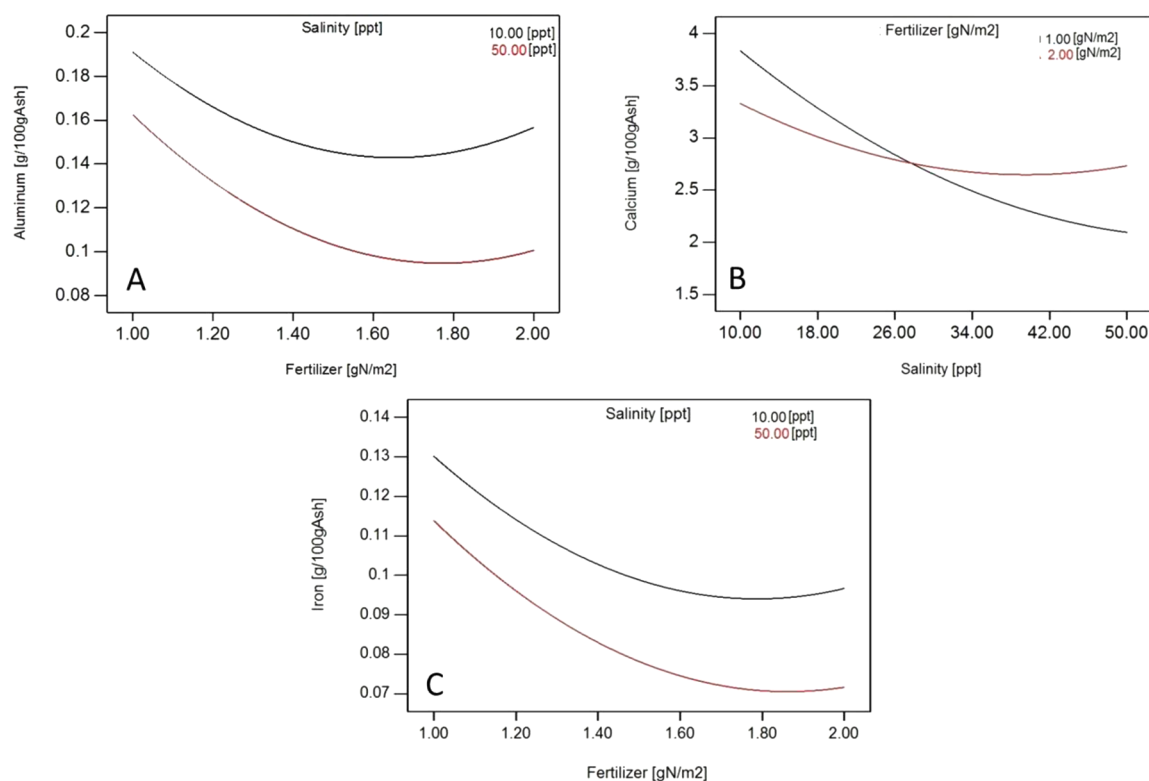 Salinity [ppt]
10.00 [ppt]
50.00 [ppt]
Aluminum [g/100gAsh]
0.2
0.18
0.16
0.14
0.12
0.1
0.08
A
1.00 1.20 1.40 1.60 1.80 2.00
Fertilizer [gN/m2]
: Fertilizer [gN/m2]
1.00 [gN/m2]
2.00 [gN/m2]
Calcium [g/100gAsh]
4
3.5
3
2.5
2
1.5
B
10.00 18.00 26.00 34.00 42.00 50.00
Salinity [ppt]
Salinity [ppt]
10.00 [ppt]
50.00 [ppt]
Iron [g/100gAsh]
0.14
0.13
0.12
0.11
0.1
0.09
0.08
0.07
C
1.00 1.20 1.40 1.60 1.80 2.00
Fertilizer [gN/m2]